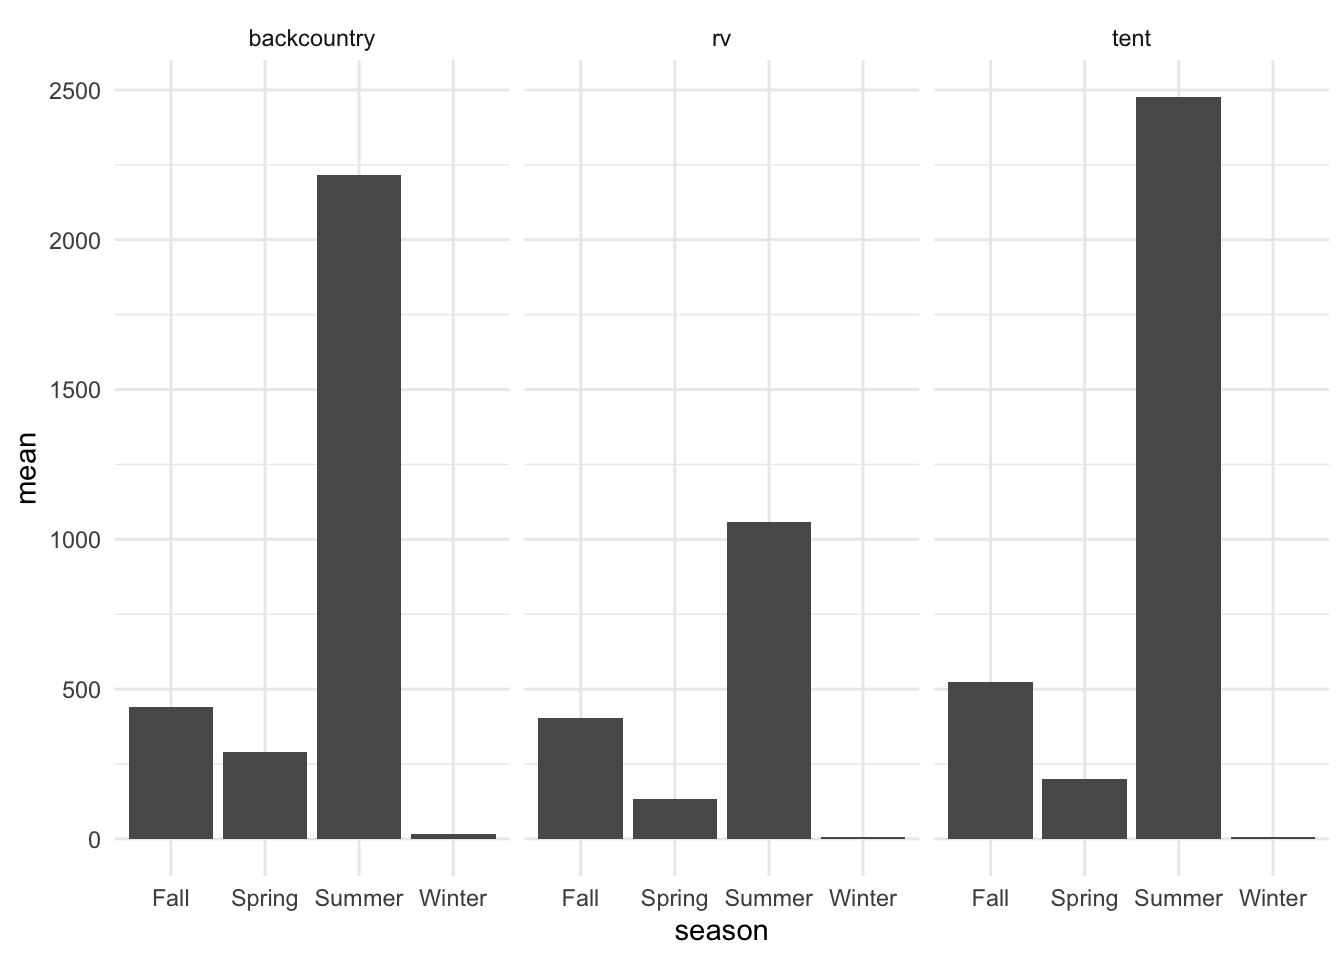 backcountry rv tent
2500
2000
1500
1000
500
0
mean
Fall Spring Summer Winter Fall Spring Summer Winter Fall Spring Summer Winter
season